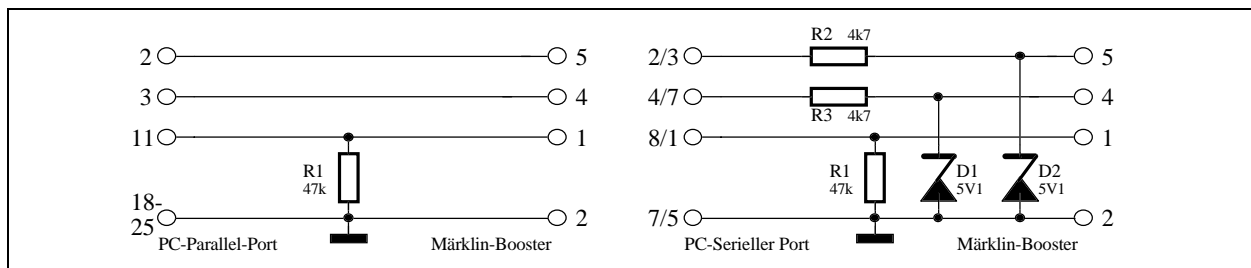 2
5
3
4
11
1
R1
47k
18-
25
2
PC-Parallel-Port
Märklin-Booster
R2 4k7
2/3
5
4/7
4
R3 4k7
8/1
1
R1
47k
D1
5V1
D2
5V1
7/5
2
PC-Serieller Port
Märklin-Booster